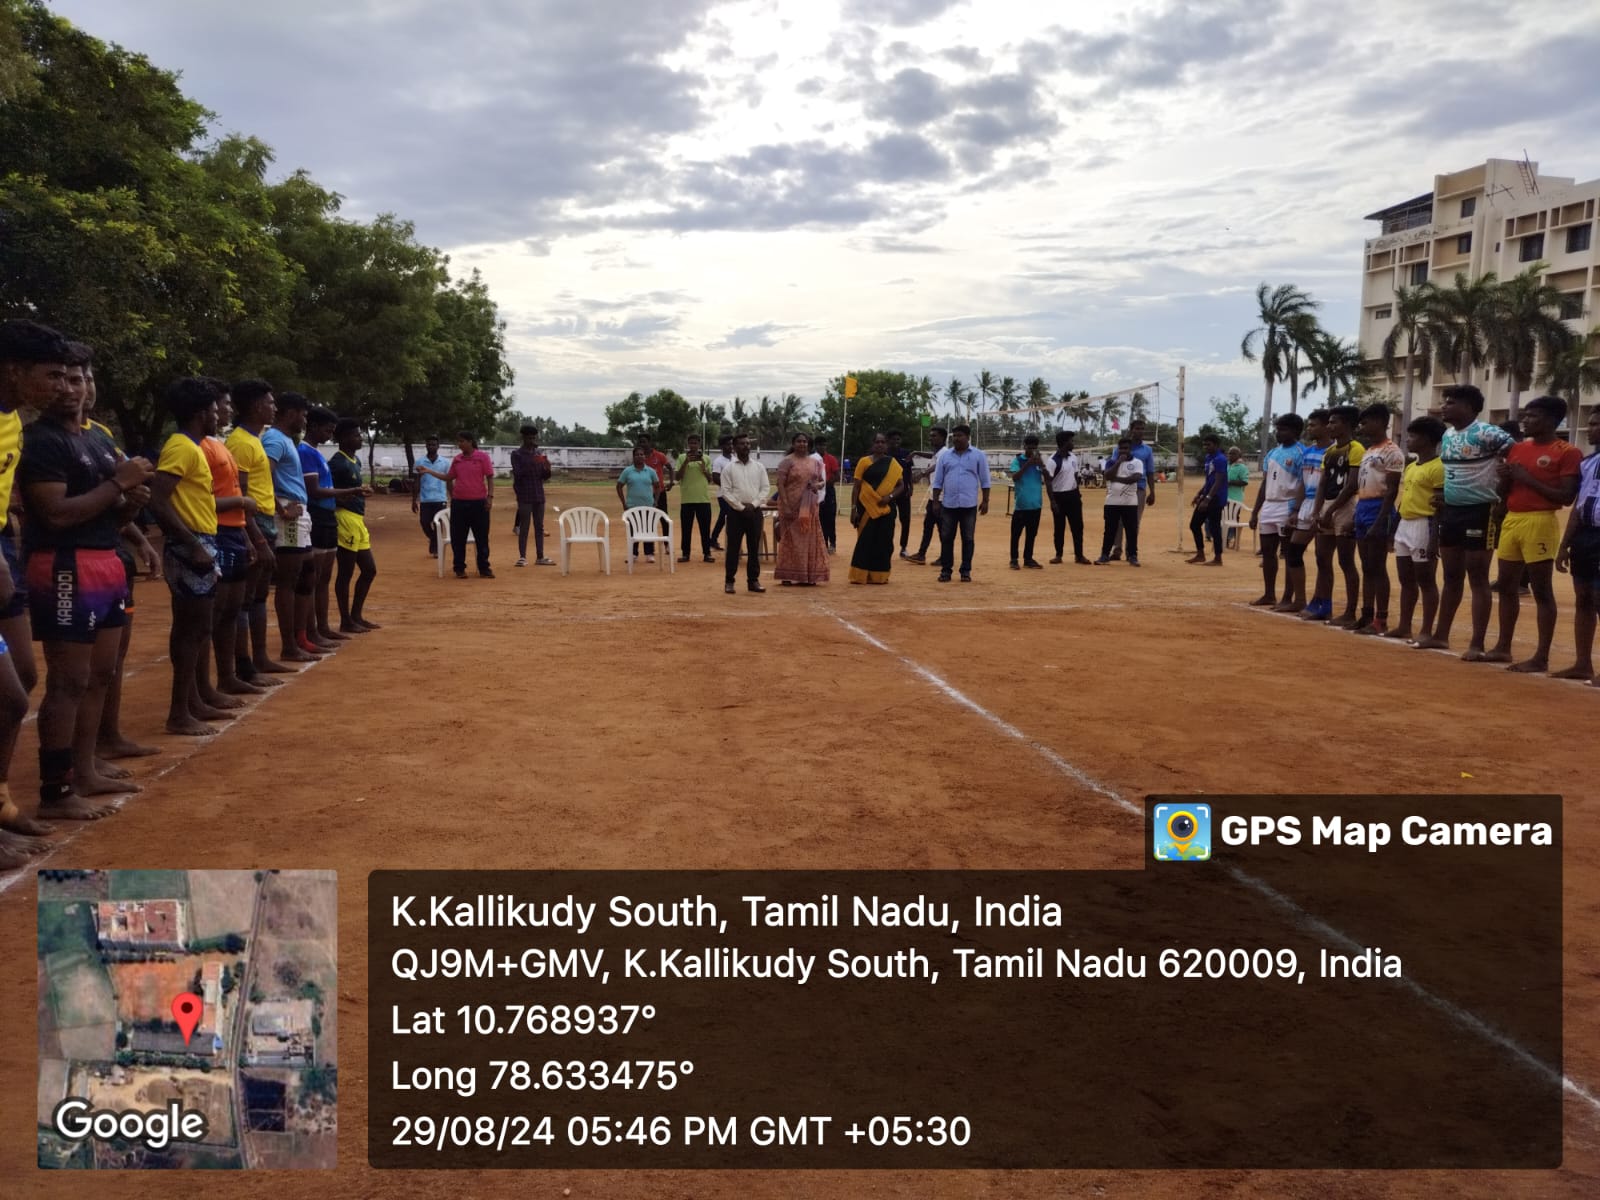 KABADDI
3
GPS Map Camera
K.Kallikudy South, Tamil Nadu, India
QJ9M+GMV, K.Kallikudy South, Tamil Nadu 620009, India
Lat 10.768937°
Long 78.633475°
29/08/24 05:46 PM GMT +05:30
Google